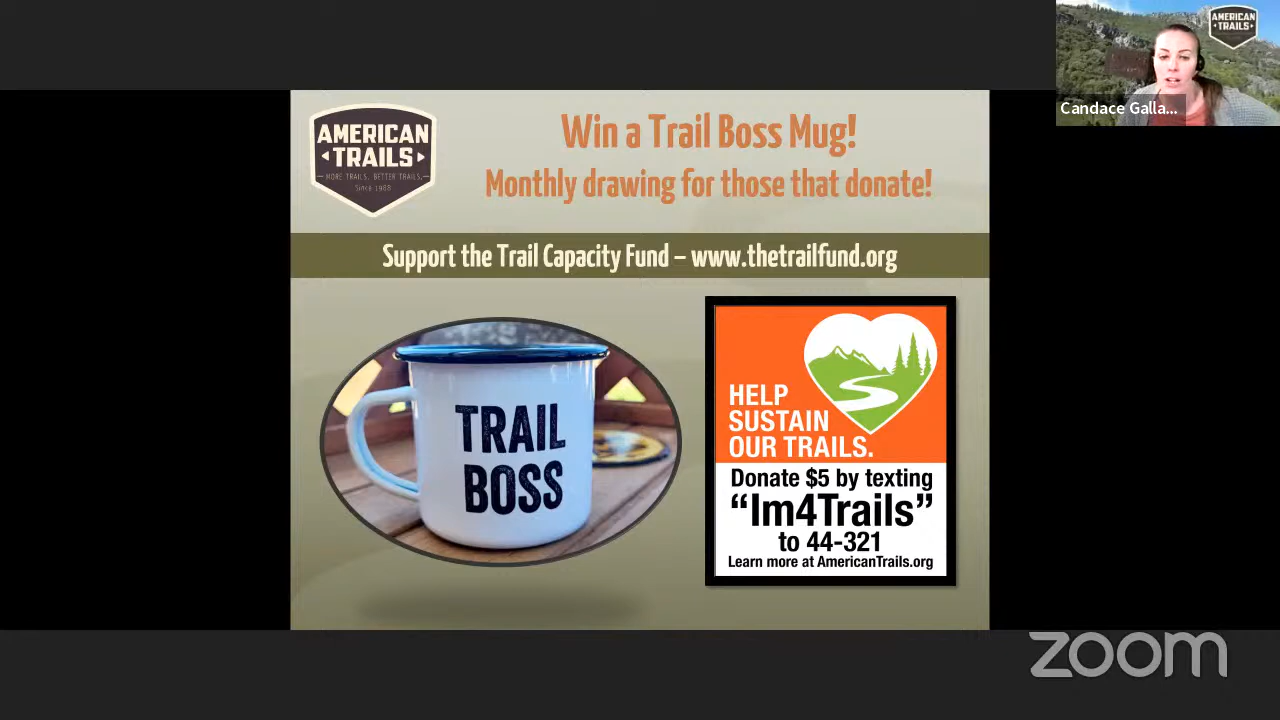 AMERICAN
TRAILS
Candace Galla...
AMERICAN
TRAILS
MORE TRAILS. BETTER TRAILS.
Since 1988
Win a Trail Boss Mug!
Monthly drawing for those that donate!
Support the Trail Capacity Fund – www.thetrailfund.org
TRAIL
BOSS
HELP
SUSTAIN
OUR TRAILS.
Donate $5 by texting
“Im4Trails”
to 44-321
Learn more at AmericanTrails.org
zoom